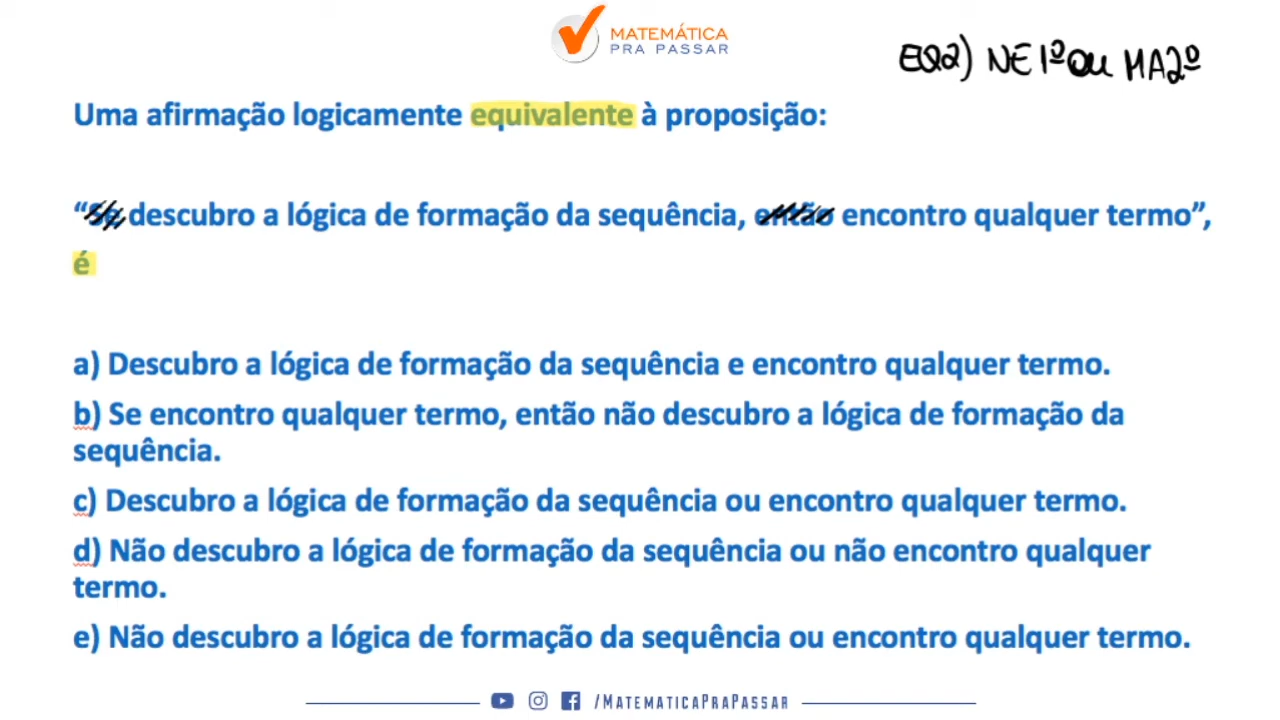 MATEMÁTICA
PRA PASSAR
EQ2) NE 1º ou MA2º
Uma afirmação logicamente equivalente à proposição:
“Se descubro a lógica de formação da sequência, então encontro qualquer termo”,
é
a) Descubro a lógica de formação da sequência e encontro qualquer termo.
b) Se encontro qualquer termo, então não descubro a lógica de formação da
sequência.
c) Descubro a lógica de formação da sequência ou encontro qualquer termo.
d) Não descubro a lógica de formação da sequência ou não encontro qualquer
termo.
e) Não descubro a lógica de formação da sequência ou encontro qualquer termo.
/MATEMATICAPRAPASSAR